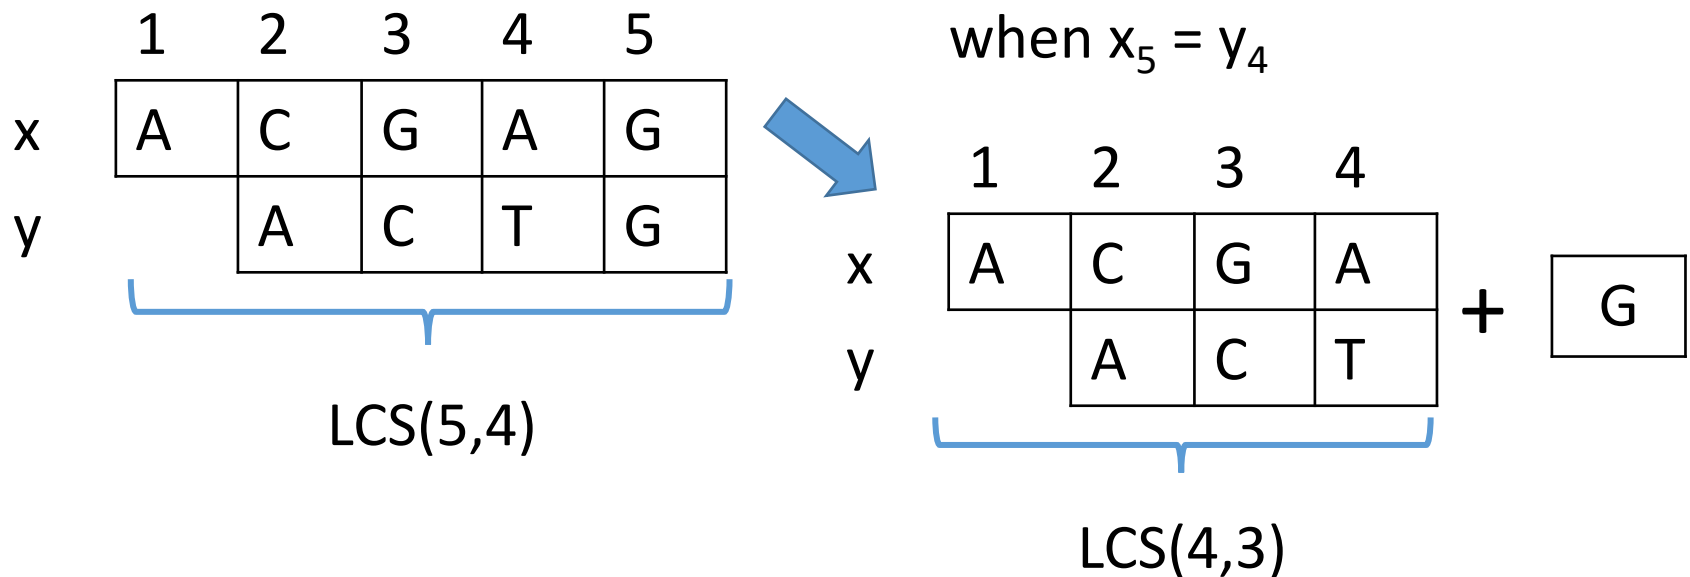 1 2 3 4 5
x A C G A G
y A C T G
LCS(5,4)
when x₅ = y₄
1 2 3 4
x A C G A
y A C T
+ G
LCS(4,3)